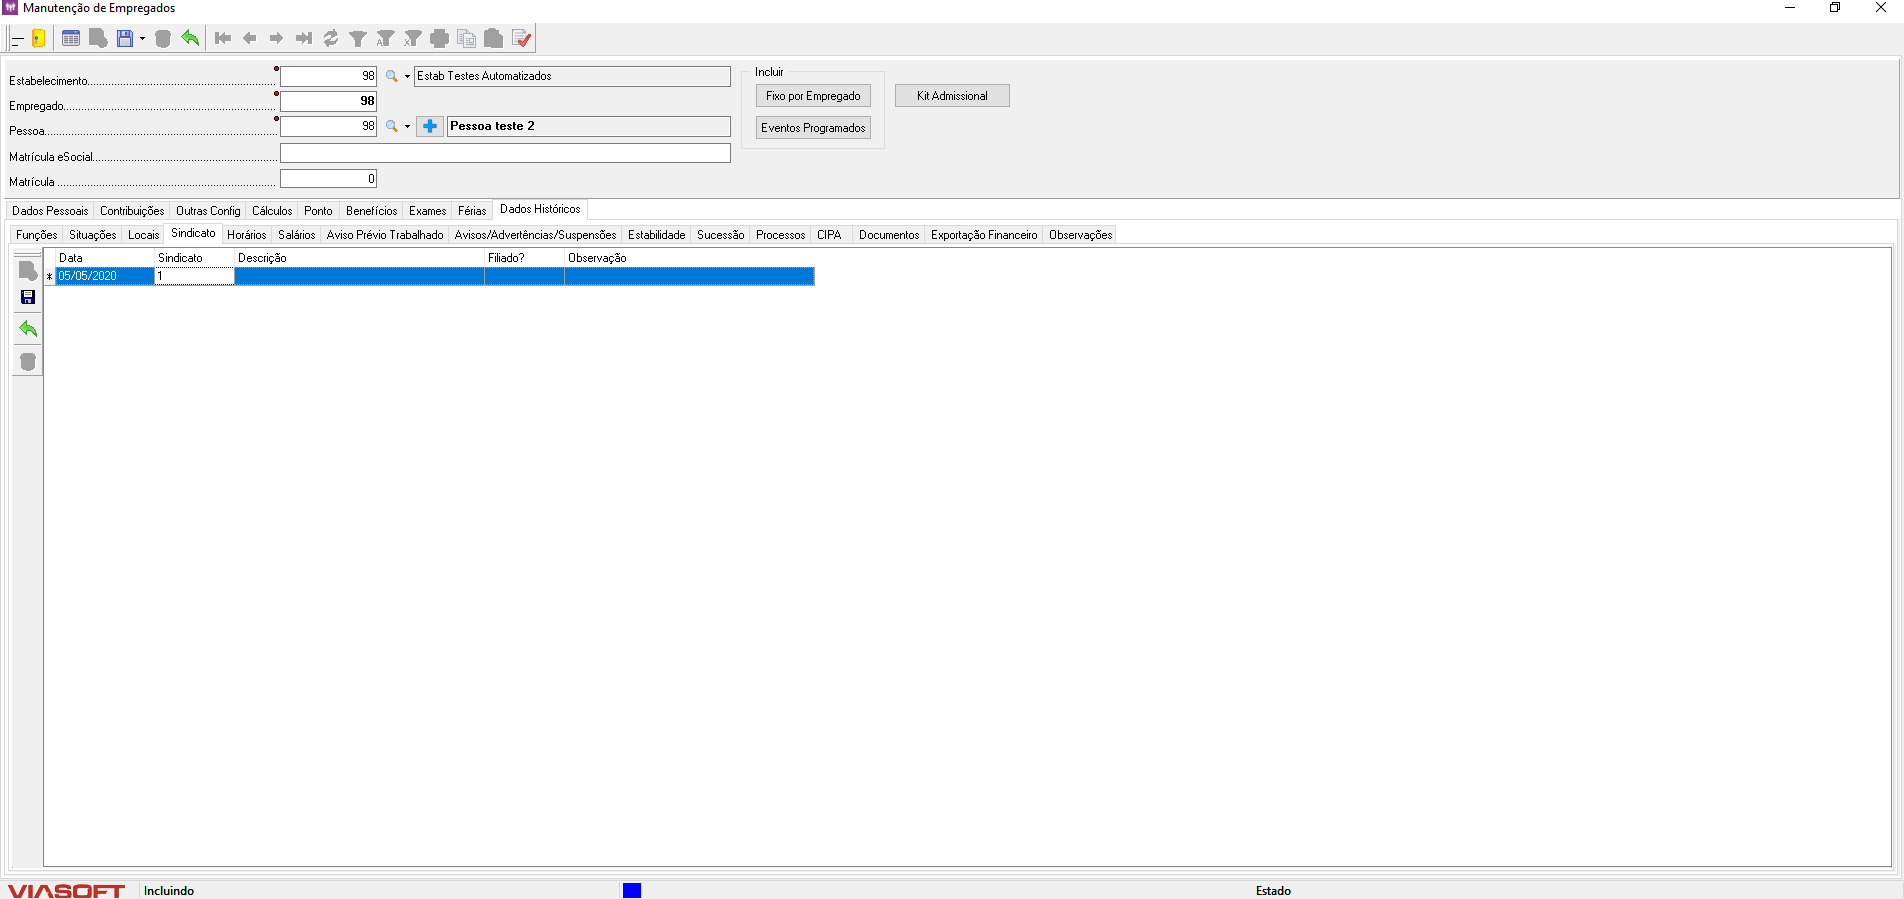 Manutenção de Empregados
Estabelecimento 98 Estab Testes Automatizados
Empregado 98
Pessoa 98 Pessoa teste 2
Matrícula eSocial
Matrícula 0
Incluir
Fixo por Empregado
Eventos Programados
Kit Admissional
Dados Pessoais Contribuições Outras Config Cálculos Ponto Benefícios Exames Férias Dados Históricos
Funções Situações Locais Sindicato Horários Salários Aviso Prévio Trabalhado Avisos/Advertências/Suspensões Estabilidade Sucessão Processos CIPA Documentos Exportação Financeiro Observações
Data Sindicato Descrição Filiado? Observação
* 05/05/2020 1
VIASOFT Incluindo Estado